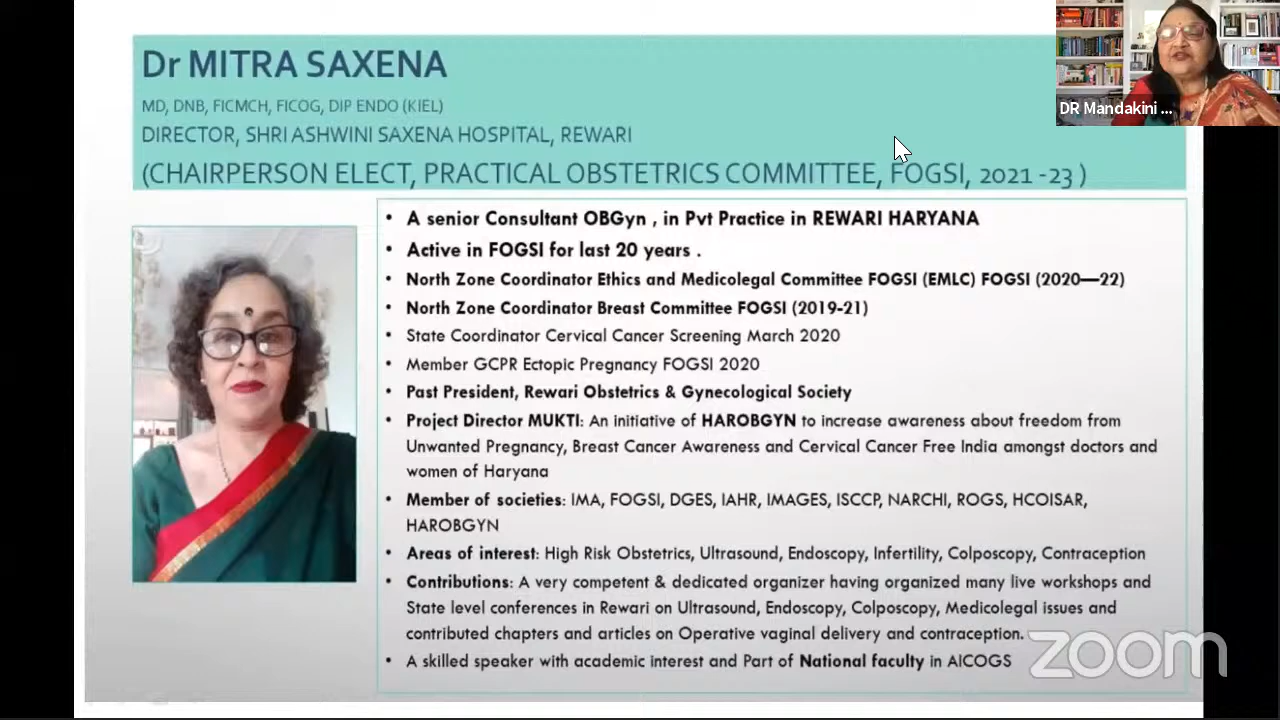 Dr MITRA SAXENA
MD, DNB, FICMCH, FICOG, DIP ENDO (KIEL)
DIRECTOR, SHRI ASHWINI SAXENA HOSPITAL, REWARI
(CHAIRPERSON ELECT, PRACTICAL OBSTETRICS COMMITTEE, FOGSI, 2021 -23 )
DR Mandakini ...
• A senior Consultant OBGyn , in Pvt Practice in REWARI HARYANA
• Active in FOGSI for last 20 years .
• North Zone Coordinator Ethics and Medicolegal Committee FOGSI (EMLC) FOGSI (2020—22)
• North Zone Coordinator Breast Committee FOGSI (2019-21)
• State Coordinator Cervical Cancer Screening March 2020
• Member GCPR Ectopic Pregnancy FOGSI 2020
• Past President, Rewari Obstetrics & Gynecological Society
• Project Director MUKTI: An initiative of HAROBGYN to increase awareness about freedom from
Unwanted Pregnancy, Breast Cancer Awareness and Cervical Cancer Free India amongst doctors and
women of Haryana
• Member of societies: IMA, FOGSI, DGES, IAHR, IMAGES, ISCCP, NARCHI, ROGS, HCOISAR,
HAROBGYN
• Areas of interest: High Risk Obstetrics, Ultrasound, Endoscopy, Infertility, Colposcopy, Contraception
• Contributions: A very competent & dedicated organizer having organized many live workshops and
State level conferences in Rewari on Ultrasound, Endoscopy, Colposcopy, Medicolegal issues and
contributed chapters and articles on Operative vaginal delivery and contraception.
• A skilled speaker with academic interest and Part of National faculty in AICOGS
zoom